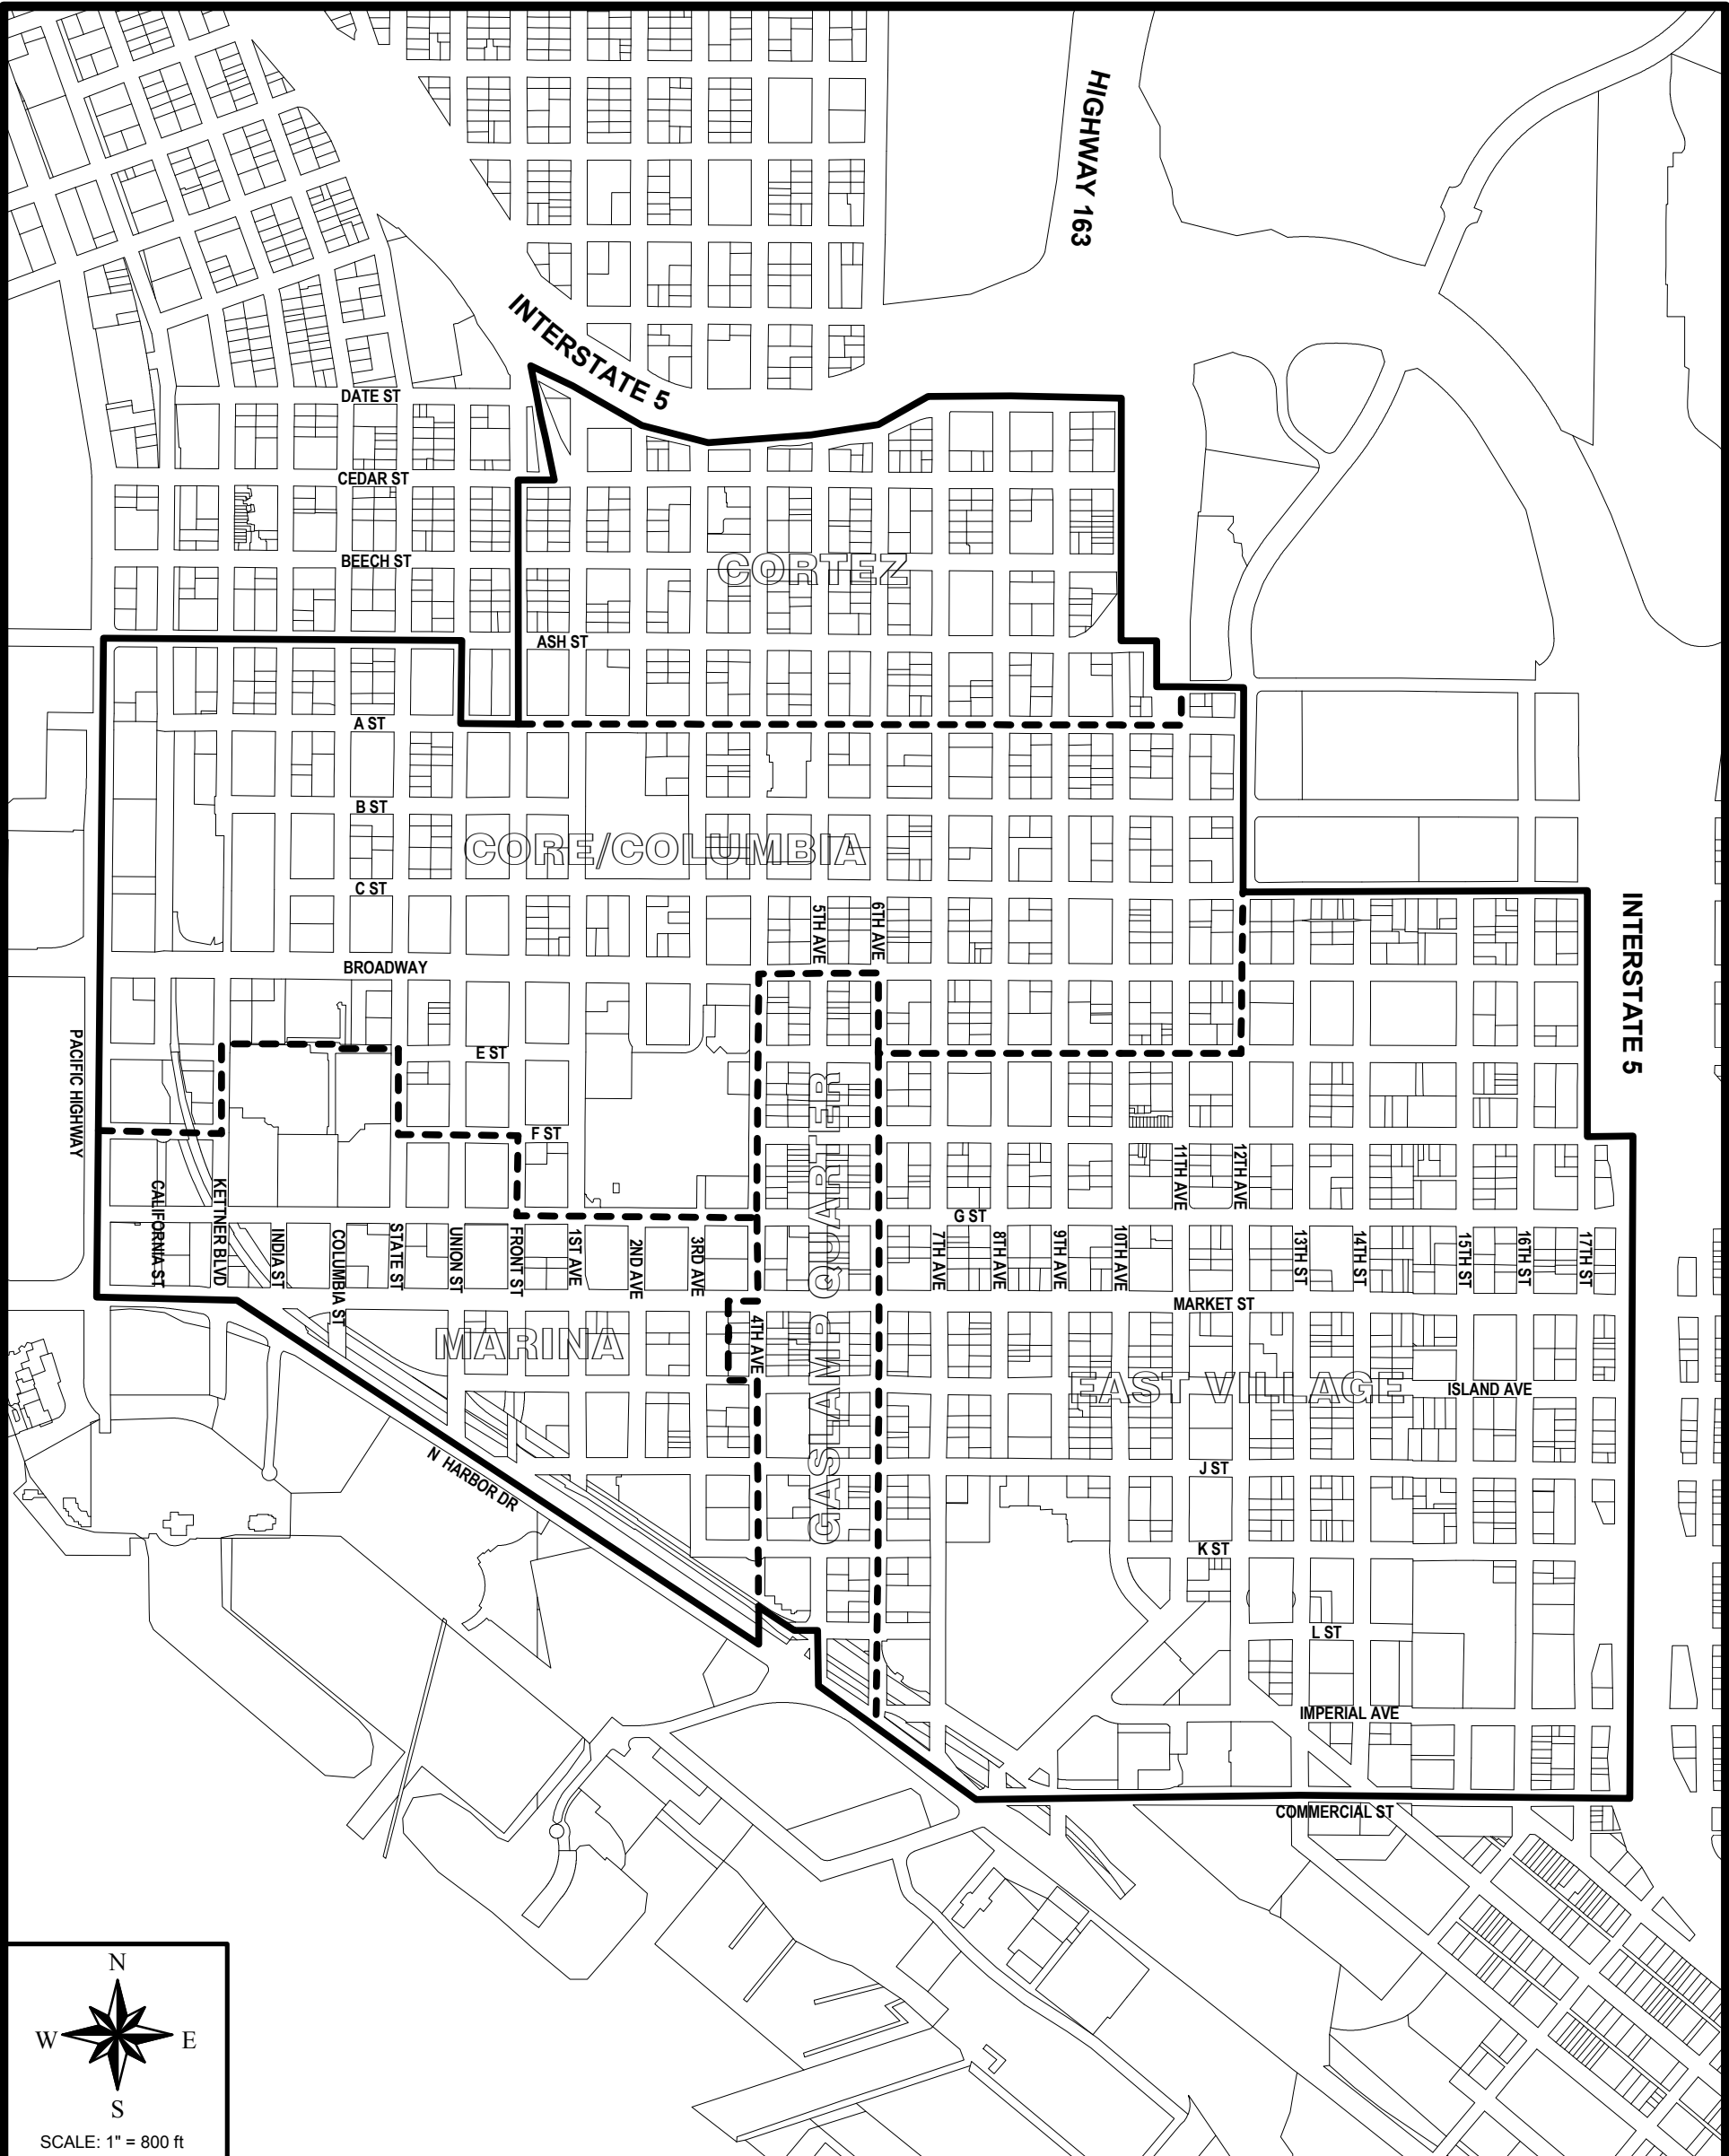 HIGHWAY 163
INTERSTATE 5
DATE ST
CEDAR ST
BEECH ST
CORTEZ
ASH ST
A ST
B ST
CORE/COLUMBIA
C ST
5TH AVE
6TH AVE
INTERSTATE 5
BROADWAY
E ST
PACIFIC HIGHWAY
F ST
GASLAMP QUARTER
11TH AVE
12TH AVE
CALIFORNIA ST
KETTNER BLVD
INDIA ST
COLUMBIA ST
STATE ST
UNION ST
FRONT ST
1ST AVE
2ND AVE
3RD AVE
4TH AVE
G ST
7TH AVE
8TH AVE
9TH AVE
10TH AVE
13TH ST
14TH ST
15TH ST
16TH ST
17TH ST
MARKET ST
MARINA
EAST VILLAGE
ISLAND AVE
N HARBOR DR
J ST
K ST
L ST
IMPERIAL AVE
COMMERCIAL ST
N
W
E
S
SCALE: 1" = 800 ft